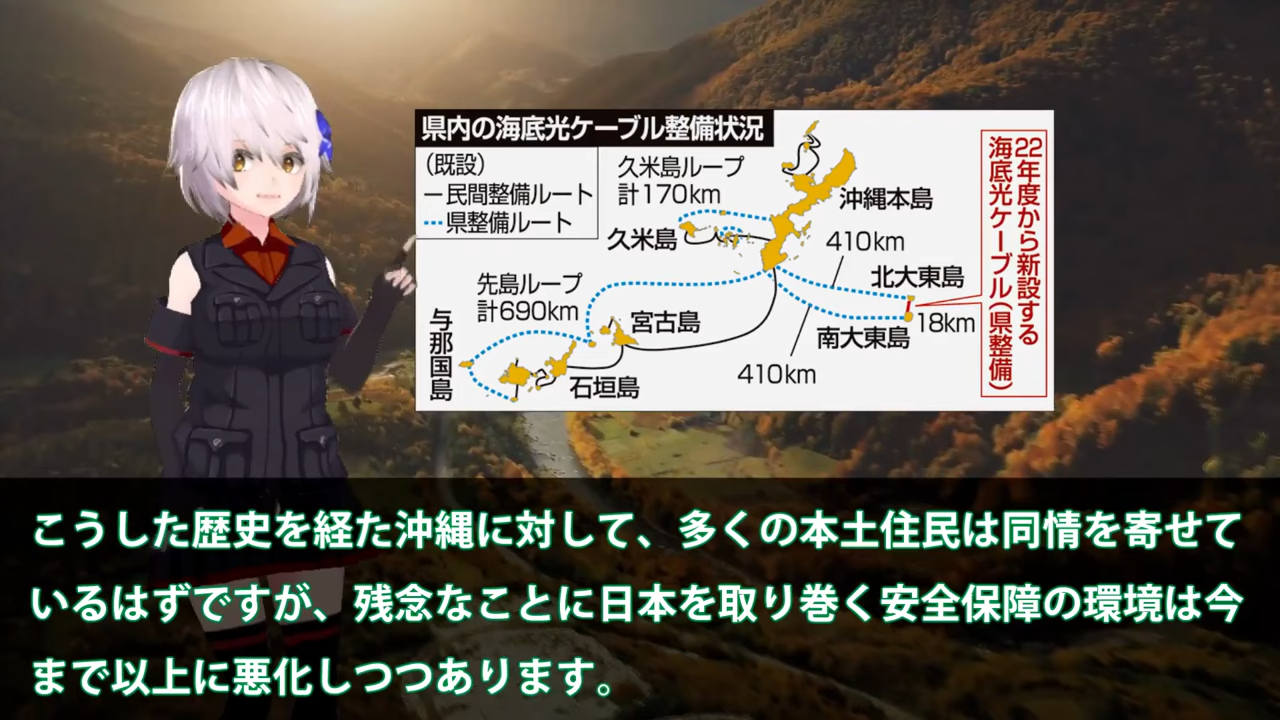 県内の海底光ケーブル整備状況
（既設）
民間整備ルート
県整備ルート
久米島ループ
計170km
久米島
沖縄本島
410km
北大東島
18km
南大東島
410km
先島ループ
計690km
宮古島
石垣島
与那国島
22年度から新設する
海底光ケーブル（県整備）
こうした歴史を経た沖縄に対して、多くの本土住民は同情を寄せて
いるはずですが、残念なことに日本を取り巻く安全保障の環境は今
まで以上に悪化しつつあります。